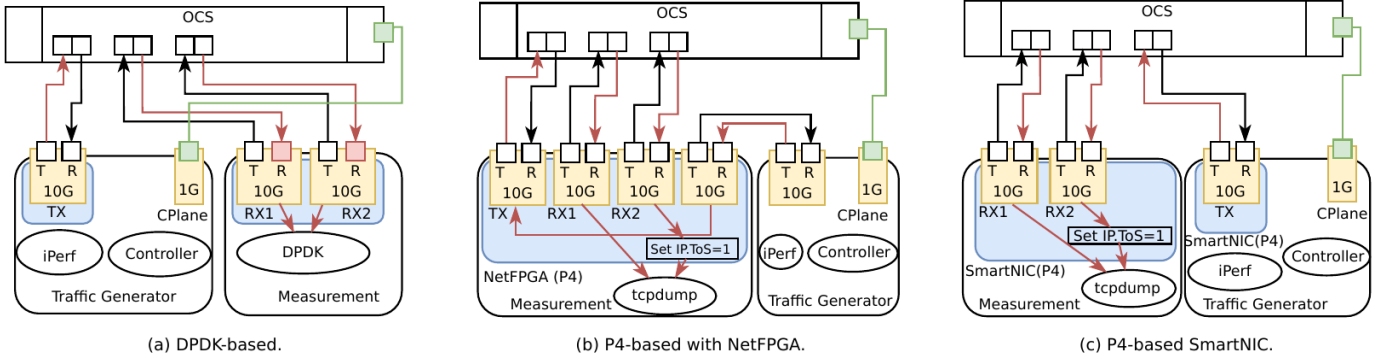 OCS
T R
10G
TX
1G
CPlane
iPerf
Controller
Traffic Generator
T R T R
10G 10G
RX1 RX2
DPDK
Measurement
(a) DPDK-based.
OCS
T R T R T R T R
10G 10G 10G 10G
TX RX1 RX2
Set IP.ToS=1
NetFPGA (P4)
tcpdump
Measurement
T R
10G
1G
CPlane
iPerf
Controller
Traffic Generator
(b) P4-based with NetFPGA.
OCS
T R T R
10G 10G
RX1 RX2
Set IP.ToS=1
SmartNIC(P4)
tcpdump
Measurement
T R
10G
TX
1G
CPlane
SmartNIC(P4)
iPerf
Controller
Traffic Generator
(c) P4-based SmartNIC.